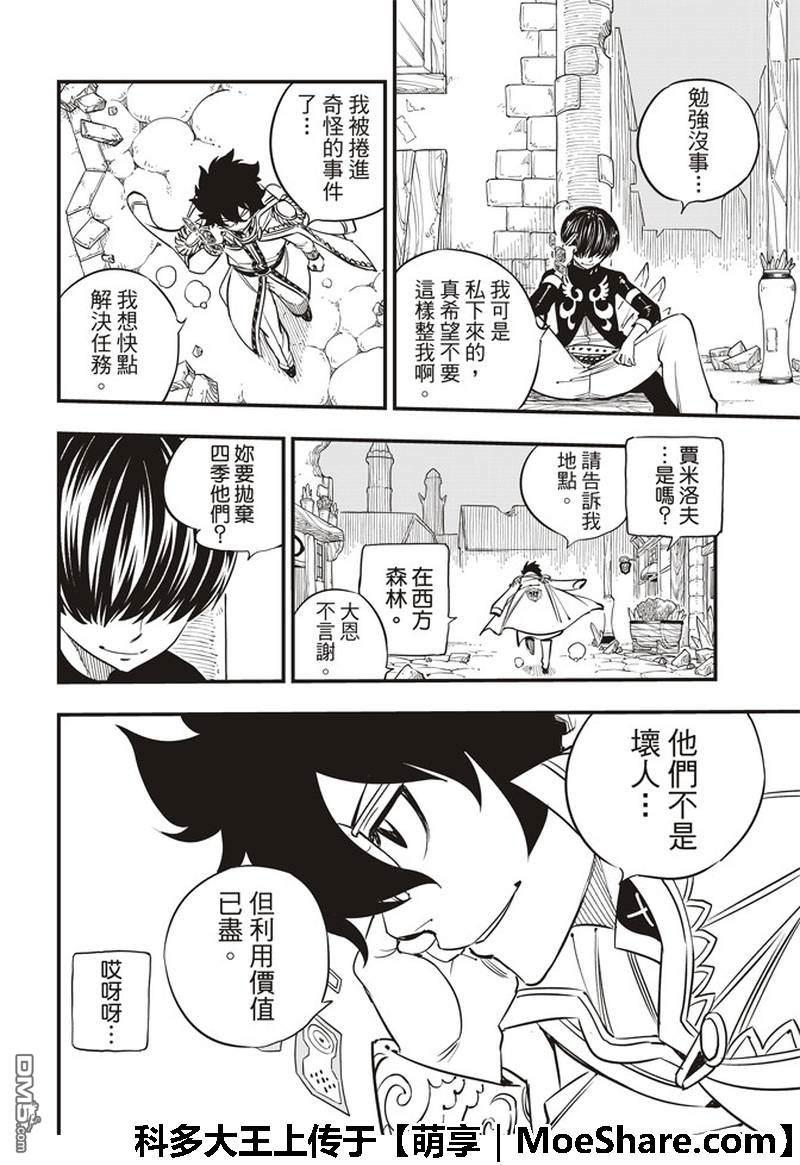 勉強沒事…
我可是
私下來的，
真希望不要
這樣整我啊。
我被捲進
奇怪的事件
了…
我想快點
解決任務。
賈米洛夫
…是嗎？
請告訴我
地點。
在西方
森林。
大恩
不言謝。
妳要拋棄
四季他們？
他們不是
壞人…
但利用價值
已盡。
哎呀呀…
DM5.com
科多大王上传于【萌享 | MoeShare.com】